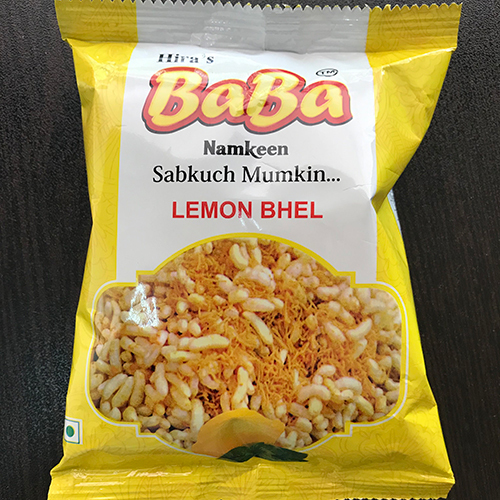 Hira's
BaBa
TM
Namkeen
Sabkuch Mumkin...
LEMON BHEL